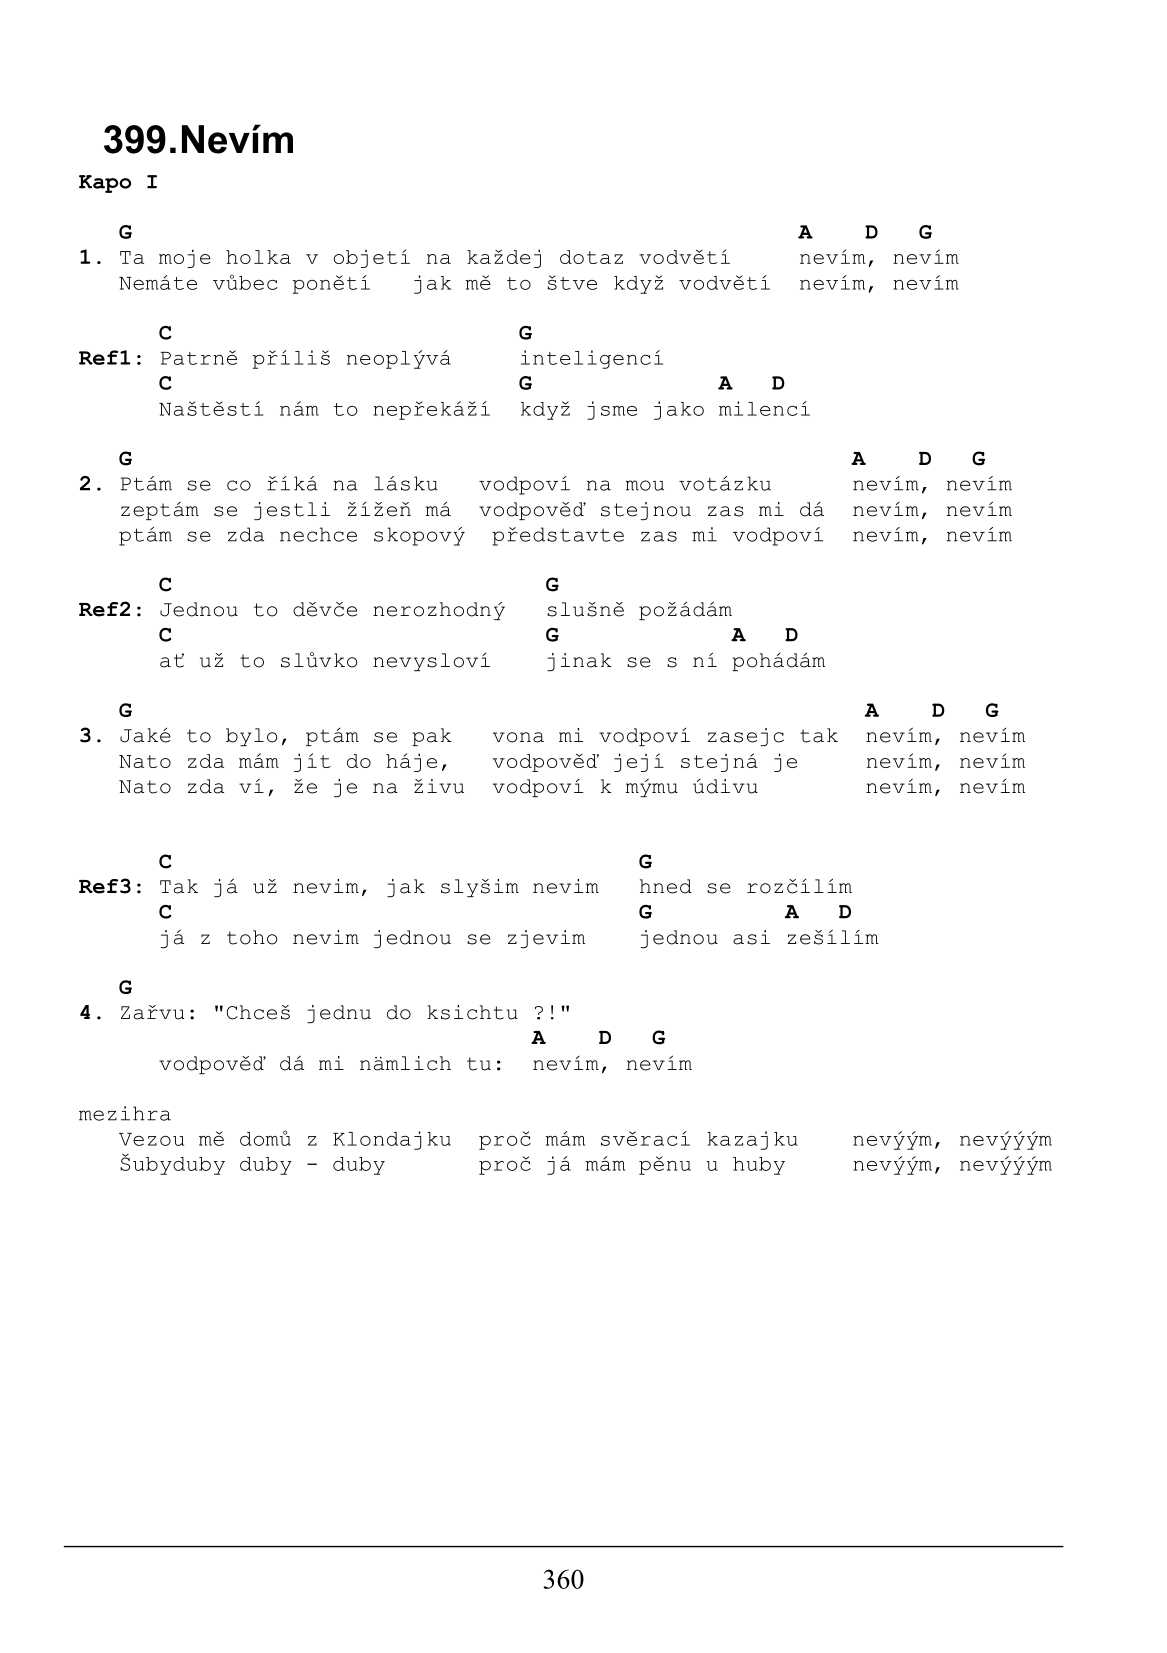 399.Nevím
Kapo I
G A D G
1. Ta moje holka v objetí na každej dotaz vodvětí nevím, nevím
Nemáte vůbec ponětí jak mě to štve když vodvětí nevím, nevím
C G
Ref1: Patrně příliš neoplývá inteligencí
C G A D
Naštěstí nám to nepřekáží když jsme jako milencí
G A D G
2. Ptám se co říká na lásku vodpoví na mou votázku nevím, nevím
zeptám se jestli žížeň má vodpověď stejnou zas mi dá nevím, nevím
ptám se zda nechce skopový představte zas mi vodpoví nevím, nevím
C G
Ref2: Jednou to děvče nerozhodný slušně požádám
C G A D
ať už to slůvko nevysloví jinak se s ní pohádám
G A D G
3. Jaké to bylo, ptám se pak vona mi vodpoví zasejc tak nevím, nevím
Nato zda mám jít do háje, vodpověď její stejná je nevím, nevím
Nato zda ví, že je na živu vodpoví k mýmu údivu nevím, nevím
C G
Ref3: Tak já už nevim, jak slyšim nevim hned se rozčílím
C G A D
já z toho nevim jednou se zjevim jednou asi zešílím
G
4. Zařvu: "Chceš jednu do ksichtu ?!"
A D G
vodpověď dá mi nämlich tu: nevím, nevím
mezihra
Vezou mě domů z Klondajku proč mám svěrací kazajku nevýým, nevýýým
Šubyduby duby - duby proč já mám pěnu u huby nevýým, nevýýým
360